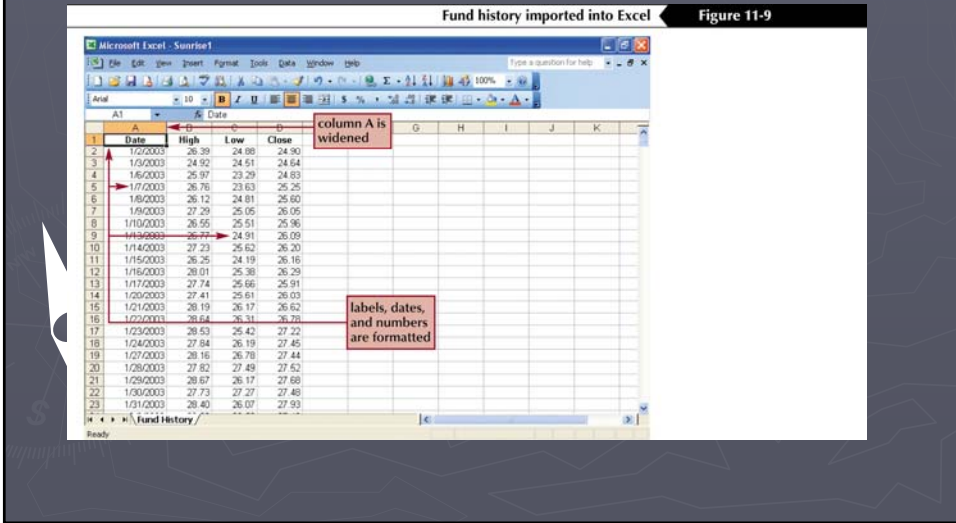 Fund history imported into Excel Figure 11-9
Microsoft Excel - Sunrise1
File Edit View Insert Format Tools Data Window Help Type a question for help
100%
Arial 10 B I U $ % ,
A1 fx Date
A B C D G H I J K
column A is
widened
1 Date High Low Close
2 1/2/2003 26.39 24.88 24.90
3 1/3/2003 24.92 24.51 24.64
4 1/6/2003 25.97 23.29 24.83
5 1/7/2003 26.76 23.63 25.25
6 1/8/2003 26.12 24.81 25.60
7 1/9/2003 27.29 25.05 26.05
8 1/10/2003 26.55 25.51 25.96
9 1/13/2003 26.77 24.91 26.09
10 1/14/2003 27.23 25.62 26.20
11 1/15/2003 26.25 24.19 26.16
12 1/16/2003 28.01 25.38 26.29
13 1/17/2003 27.74 25.66 25.91
14 1/20/2003 27.41 25.61 26.03
15 1/21/2003 28.19 26.17 26.62
16 1/22/2003 28.64 26.31 26.78
17 1/23/2003 28.53 25.42 27.22
18 1/24/2003 27.84 26.19 27.45
19 1/27/2003 28.16 26.78 27.44
20 1/28/2003 27.82 27.49 27.52
21 1/29/2003 28.67 26.17 27.68
22 1/30/2003 27.73 27.27 27.48
23 1/31/2003 28.40 26.07 27.93
labels, dates,
and numbers
are formatted
Fund History
Ready